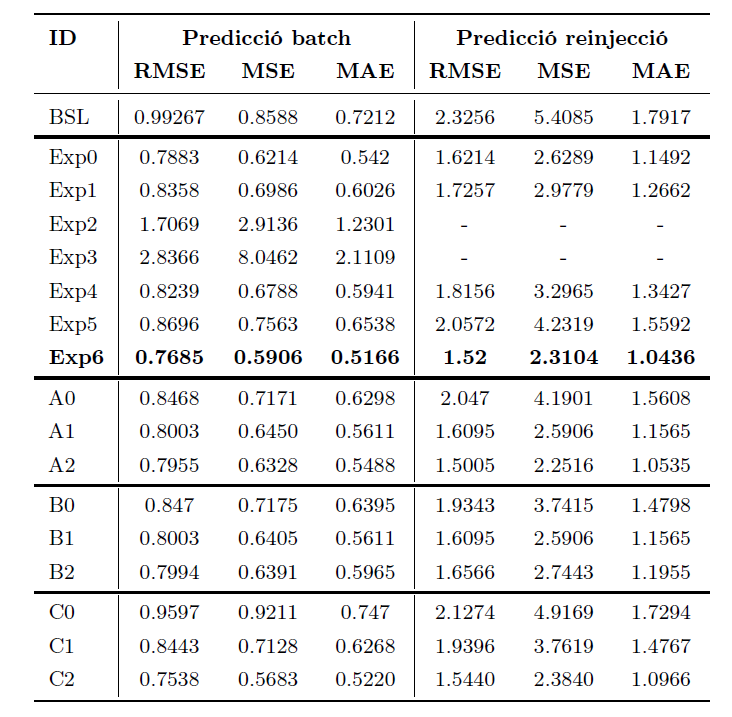 ID Predicció batch Predicció reinjecció
RMSE MSE MAE RMSE MSE MAE
BSL 0.99267 0.8588 0.7212 2.3256 5.4085 1.7917
Exp0 0.7883 0.6214 0.542 1.6214 2.6289 1.1492
Exp1 0.8358 0.6986 0.6026 1.7257 2.9779 1.2662
Exp2 1.7069 2.9136 1.2301 - - -
Exp3 2.8366 8.0462 2.1109 - - -
Exp4 0.8239 0.6788 0.5941 1.8156 3.2965 1.3427
Exp5 0.8696 0.7563 0.6538 2.0572 4.2319 1.5592
Exp6 0.7685 0.5906 0.5166 1.52 2.3104 1.0436
A0 0.8468 0.7171 0.6298 2.047 4.1901 1.5608
A1 0.8003 0.6450 0.5611 1.6095 2.5906 1.1565
A2 0.7955 0.6328 0.5488 1.5005 2.2516 1.0535
B0 0.847 0.7175 0.6395 1.9343 3.7415 1.4798
B1 0.8003 0.6405 0.5611 1.6095 2.5906 1.1565
B2 0.7994 0.6391 0.5965 1.6566 2.7443 1.1955
C0 0.9597 0.9211 0.747 2.1274 4.9169 1.7294
C1 0.8443 0.7128 0.6268 1.9396 3.7619 1.4767
C2 0.7538 0.5683 0.5220 1.5440 2.3840 1.0966